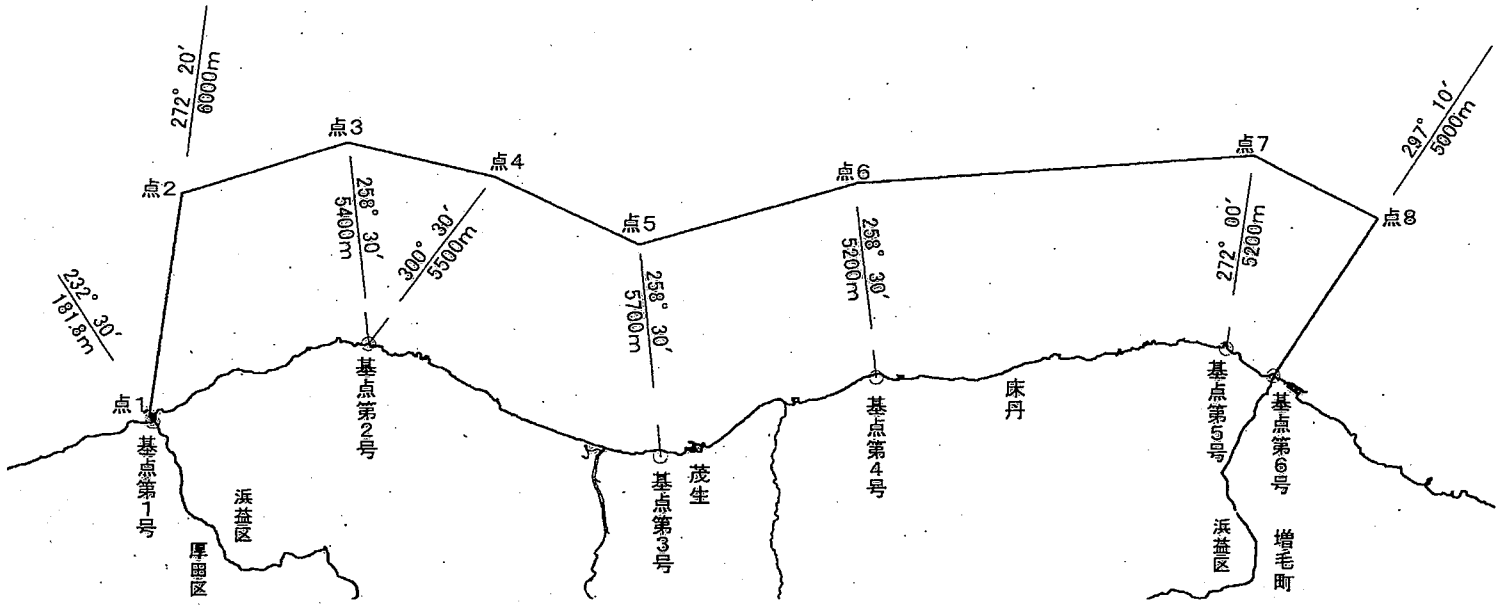 272° 20′
6000m
点3
点4
点2
点5
点6
点7
点8
297° 10′
5000m
258° 30′
5400m
300° 30′
5500m
258° 30′
5700m
258° 30′
5200m
272° 00′
5200m
232° 30′
181.8m
点1
基点第1号
基点第2号
基点第3号
茂生
基点第4号
床丹
基点第5号
基点第6号
浜益区
厚田区
浜益区
増毛町